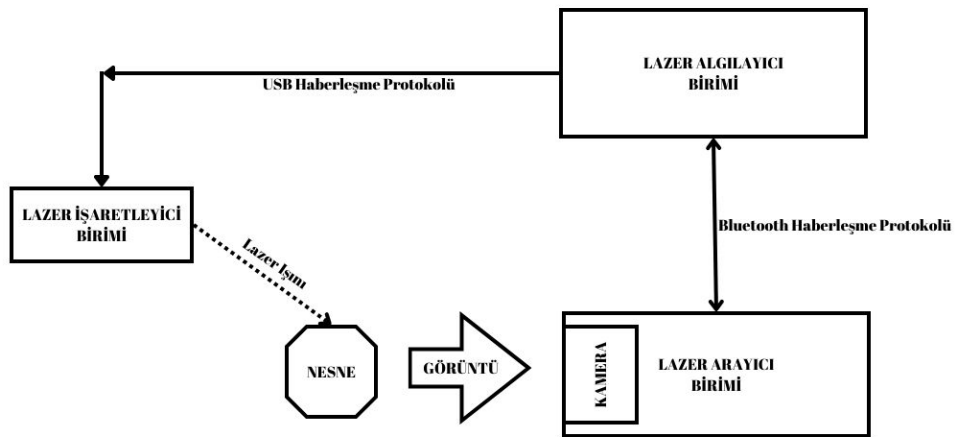 LAZER ALGILAYICI
BİRİMİ
USB Haberleşme Protokolü
LAZER İŞARETLEYİCİ
BİRİMİ
Bluetooth Haberleşme Protokolü
Lazer Işını
NESNE
GÖRÜNTÜ
KAMERA
LAZER ARAYICI
BİRİMİ